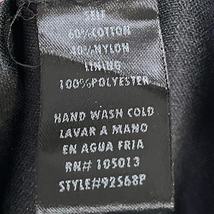 SELF
60%COTTON
40%NYLON
LINING
100%POLYESTER
HAND WASH COLD
LAVAR A MANO
EN AGUA FRIA
RN# 105013
STYLE#92568P